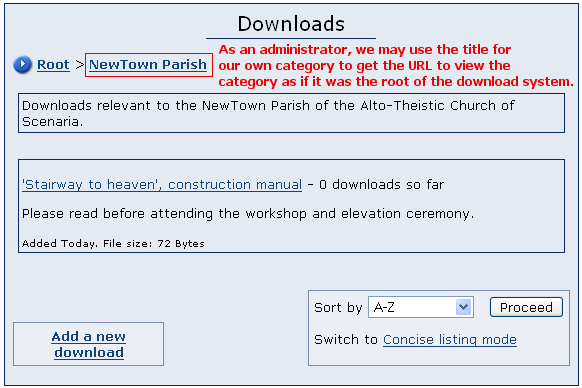 Downloads
Root > NewTown Parish
As an administrator, we may use the title for
our own category to get the URL to view the
category as if it was the root of the download system.
Downloads relevant to the NewTown Parish of the Alto-Theistic Church of
Scenaria.
'Stairway to heaven', construction manual - 0 downloads so far
Please read before attending the workshop and elevation ceremony.
Added Today. File size: 72 Bytes
Sort by A-Z Proceed
Switch to Concise listing mode
Add a new
download